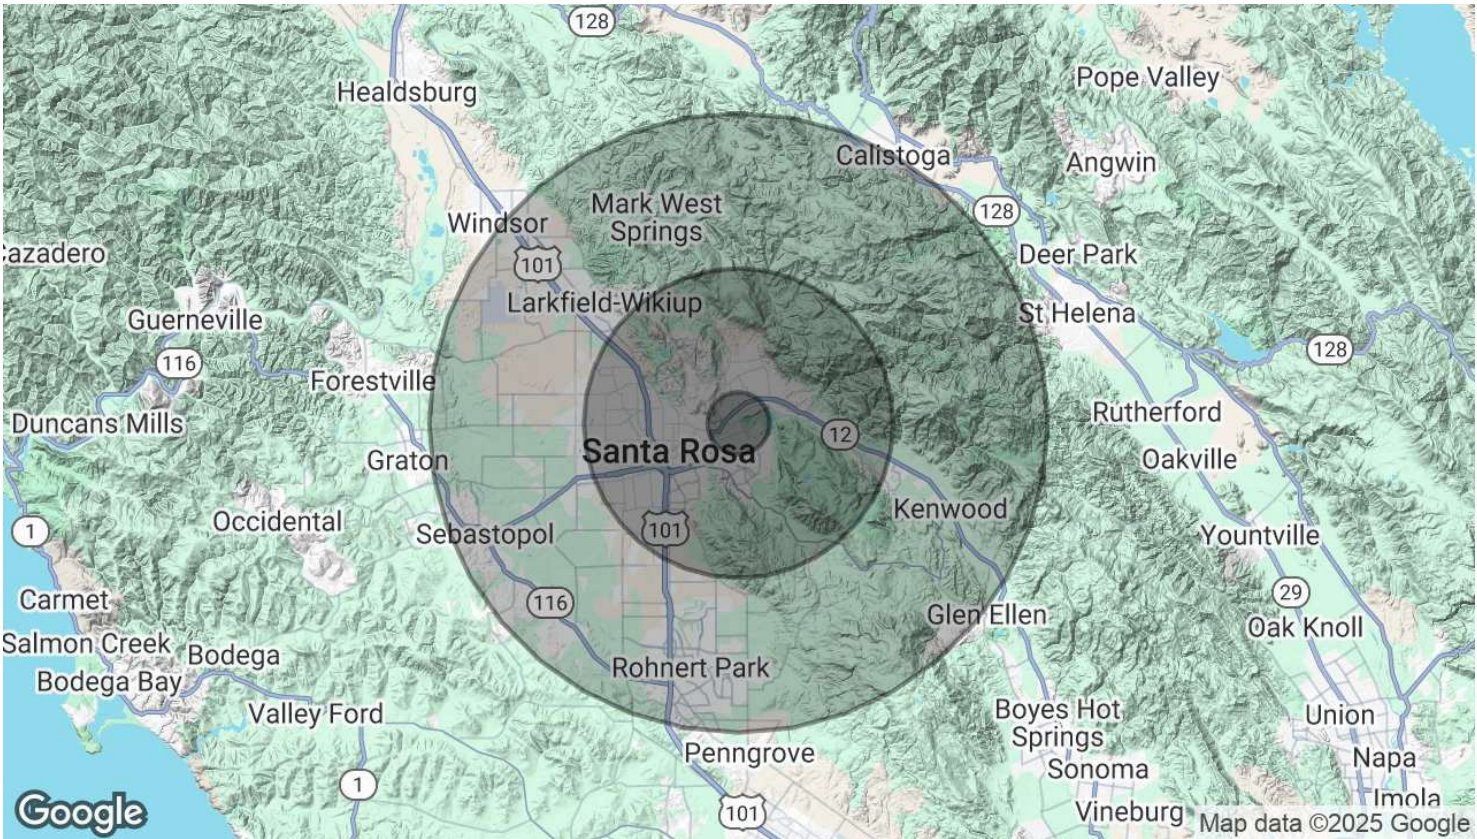 128
Healdsburg
Pope Valley
Calistoga
Angwin
Mark West
Springs
Windsor
128
101
Cazadero
Deer Park
Larkfield-Wikiup
St Helena
Guerneville
116
128
Forestville
Duncans Mills
Rutherford
12
Santa Rosa
Graton
Oakville
Kenwood
Occidental
1
Sebastopol
101
Yountville
Carmet
116
29
Glen Ellen
Oak Knoll
Salmon Creek
Bodega
Rohnert Park
Bodega Bay
Valley Ford
Boyes Hot
Springs
Union
Penngrove
Napa
Sonoma
1
Imola
Vineburg
101
Google
Map data ©2025 Google